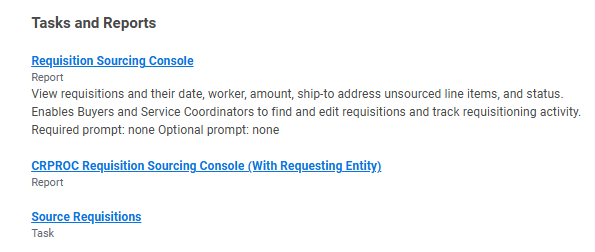 Tasks and Reports
Requisition Sourcing Console
Report
View requisitions and their date, worker, amount, ship-to address unsourced line items, and status.
Enables Buyers and Service Coordinators to find and edit requisitions and track requisitioning activity.
Required prompt: none Optional prompt: none
CRPROC Requisition Sourcing Console (With Requesting Entity)
Report
Source Requisitions
Task